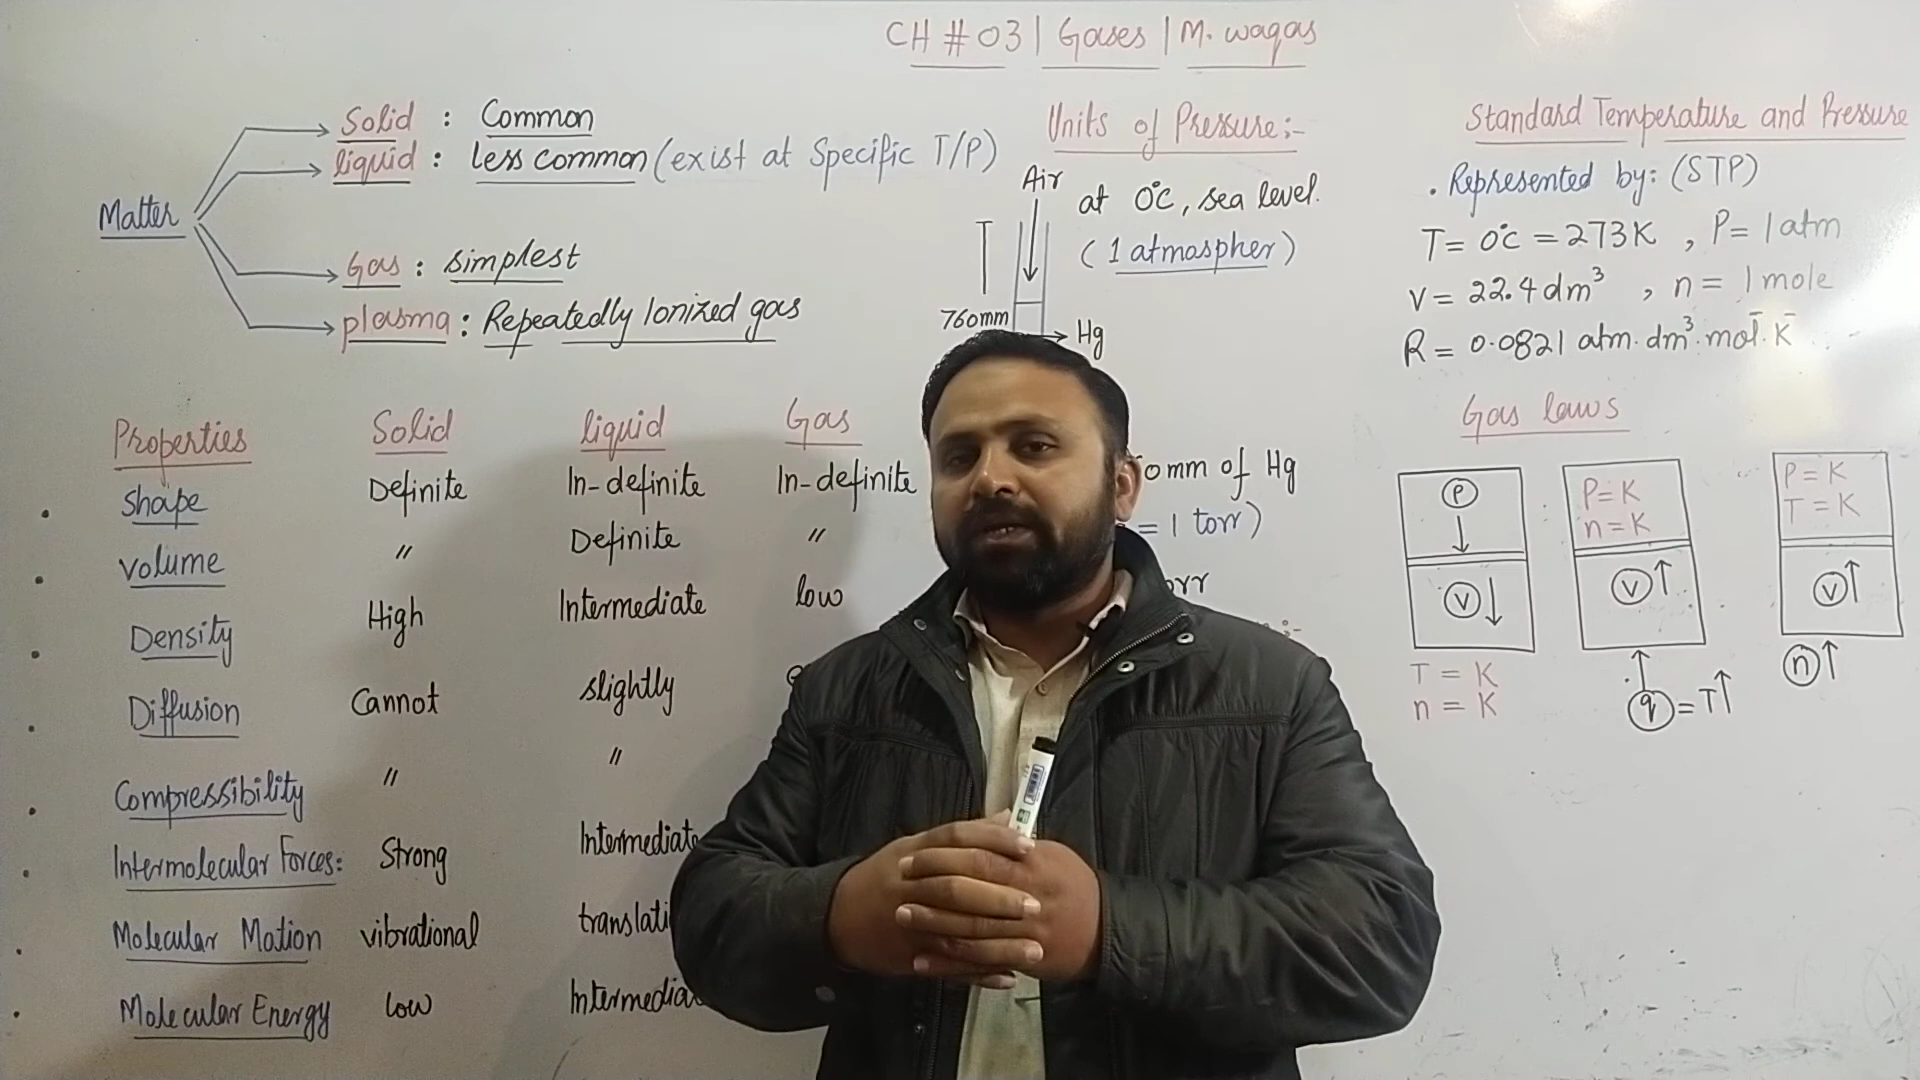 CH # 03 | Gases | M. waqas
Matter
Solid : Common
liquid : less common (exist at Specific T/P)
Gas : simplest
plasma : Repeatedly Ionized gas
Properties Solid liquid Gas
Shape Definite In-definite In-definite
volume " Definite "
Density High Intermediate low
Diffusion Cannot slightly
Compressibility " "
Intermolecular Forces: Strong Intermediate
Molecular Motion vibrational translati
Molecular Energy low Intermedia
Units of Pressure:-
Air
at 0°C, sea level.
(1 atmospher)
760mm
Hg
0mm of Hg
= 1 torr)
orr
Standard Temperature and Pressure
. Represented by: (STP)
T = 0°C = 273K , P = 1 atm
V = 22.4 dm³ , n = 1 mole
R = 0.0821 atm. dm³. mol⁻. K⁻
Gas laws
P ↓
V ↓
T = K
n = K
P = K
n = K
V ↑
q = T↑
P = K
T = K
V ↑
n ↑